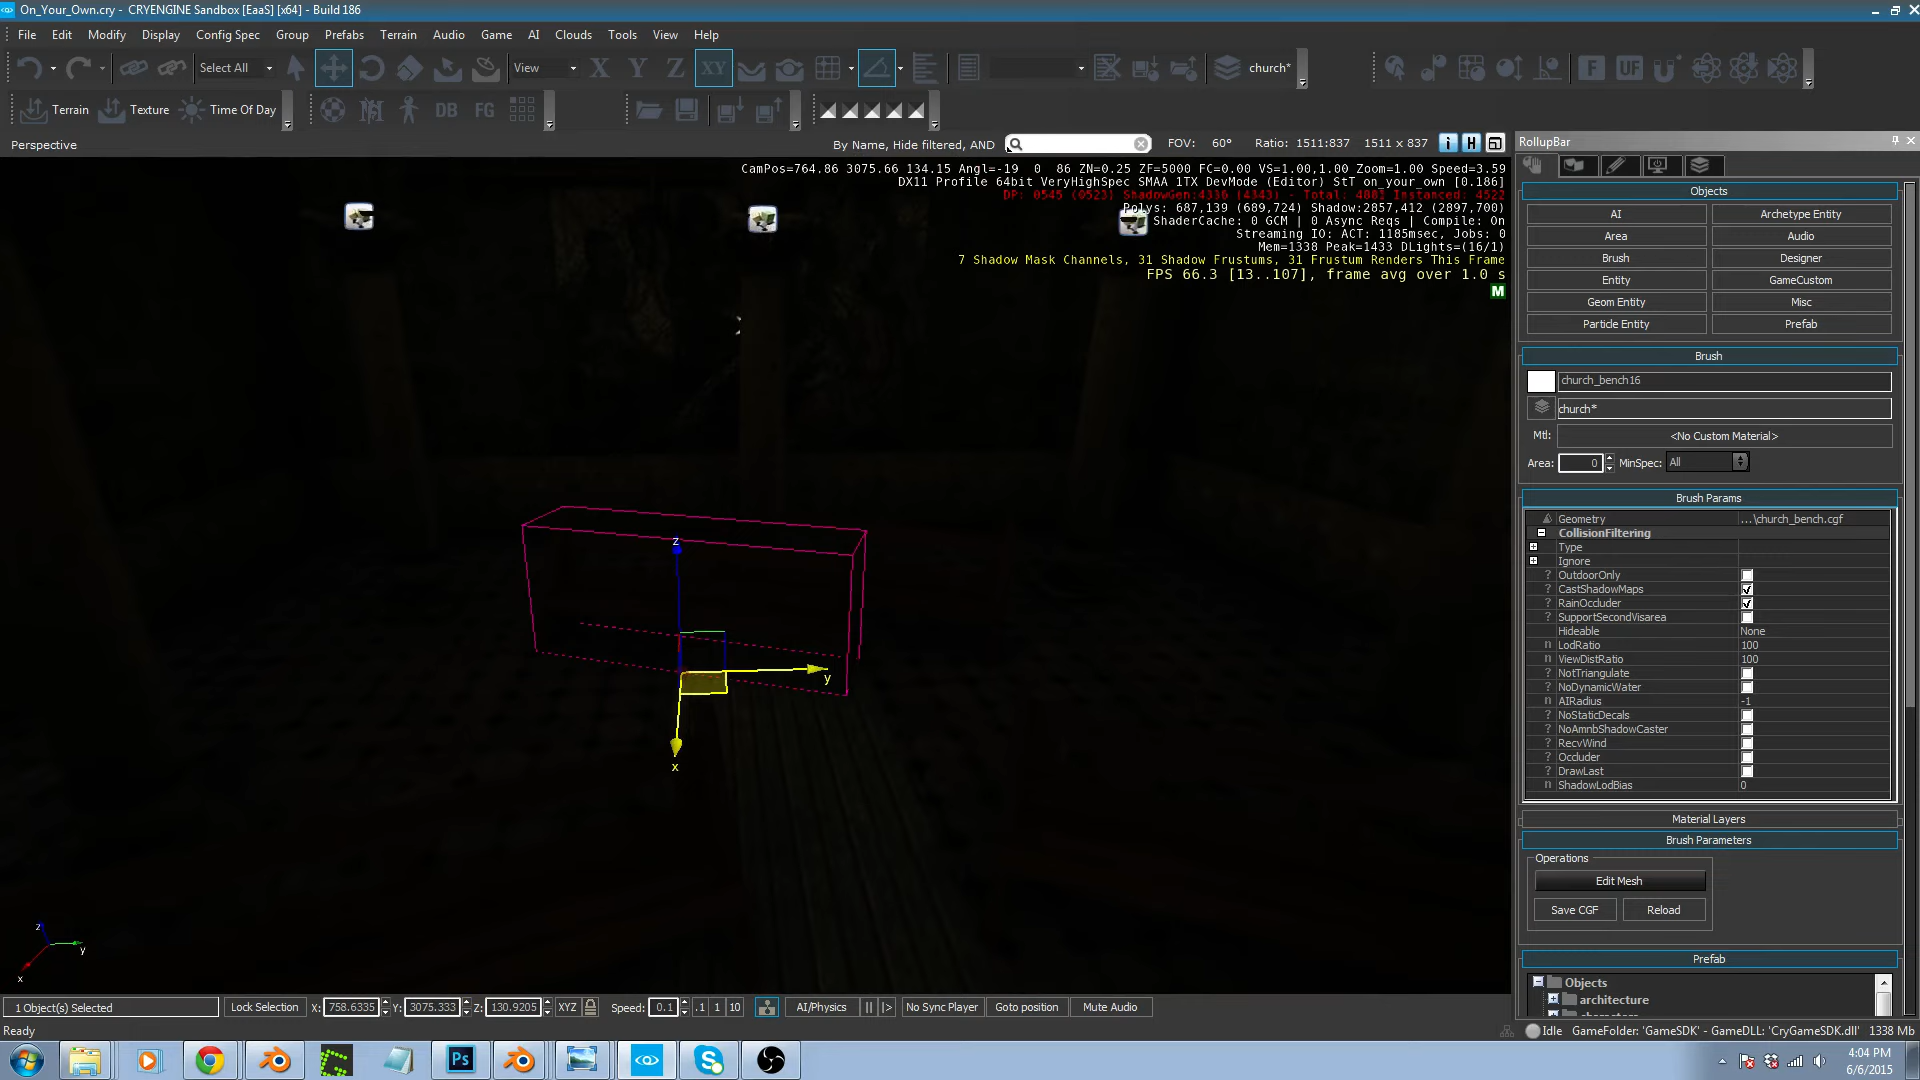 On_Your_Own.cry - CRYENGINE Sandbox [EaaS] [x64] - Build 186
File Edit Modify Display Config Spec Group Prefabs Terrain Audio Game AI Clouds Tools View Help
Select All View X Y Z XY church* F UF
Terrain Texture Time Of Day DB FG
Perspective By Name, Hide filtered, AND FOV: 60° Ratio: 1511:837 1511 x 837 i H
CamPos=764.86 3075.66 134.15 Angl=-19 0 86 ZN=0.25 ZF=5000 FC=0.00 VS=1.00,1.00 Zoom=1.00 Speed=3.59
DX11 Profile 64bit VeryHighSpec SMAA 1TX DevMode (Editor) StT on_your_own [0.186]
DP: 0545 (0523) ShadowGen:4336 (4343) - Total: 4881 Instanced: 4522
Polys: 687,139 (689,724) Shadow:2857,412 (2897,700)
ShaderCache: 0 GCM | 0 Async Reqs | Compile: On
Streaming IO: ACT: 1185msec, Jobs: 0
Mem=1338 Peak=1433 DLights=(16/1)
7 Shadow Mask Channels, 31 Shadow Frustums, 31 Frustum Renders This Frame
FPS 66.3 [13..107], frame avg over 1.0 s
M
z
y
x
z
y
x
RollupBar
Objects
AI Archetype Entity
Area Audio
Brush Designer
Entity GameCustom
Geom Entity Misc
Particle Entity Prefab
Brush
church_bench16
church*
Mtl: <No Custom Material>
Area: 0 MinSpec: All
Brush Params
Geometry ...\church_bench.cgf
CollisionFiltering
Type
Ignore
? OutdoorOnly
? CastShadowMaps
? RainOccluder
? SupportSecondVisarea
Hideable None
n LodRatio 100
n ViewDistRatio 100
? NotTriangulate
? NoDynamicWater
n AIRadius -1
? NoStaticDecals
? NoAmnbShadowCaster
? RecvWind
? Occluder
? DrawLast
n ShadowLodBias 0
Material Layers
Brush Parameters
Operations
Edit Mesh
Save CGF Reload
Prefab
Objects
architecture
1 Object(s) Selected Lock Selection X: 758.6335 Y: 3075.333 Z: 130.9205 XYZ Speed: 0.1 .1 1 10 AI/Physics No Sync Player Goto position Mute Audio
Ready Idle GameFolder: 'GameSDK' - GameDLL: 'CryGameSDK.dll' 1338 Mb
Ps
4:04 PM
6/6/2015